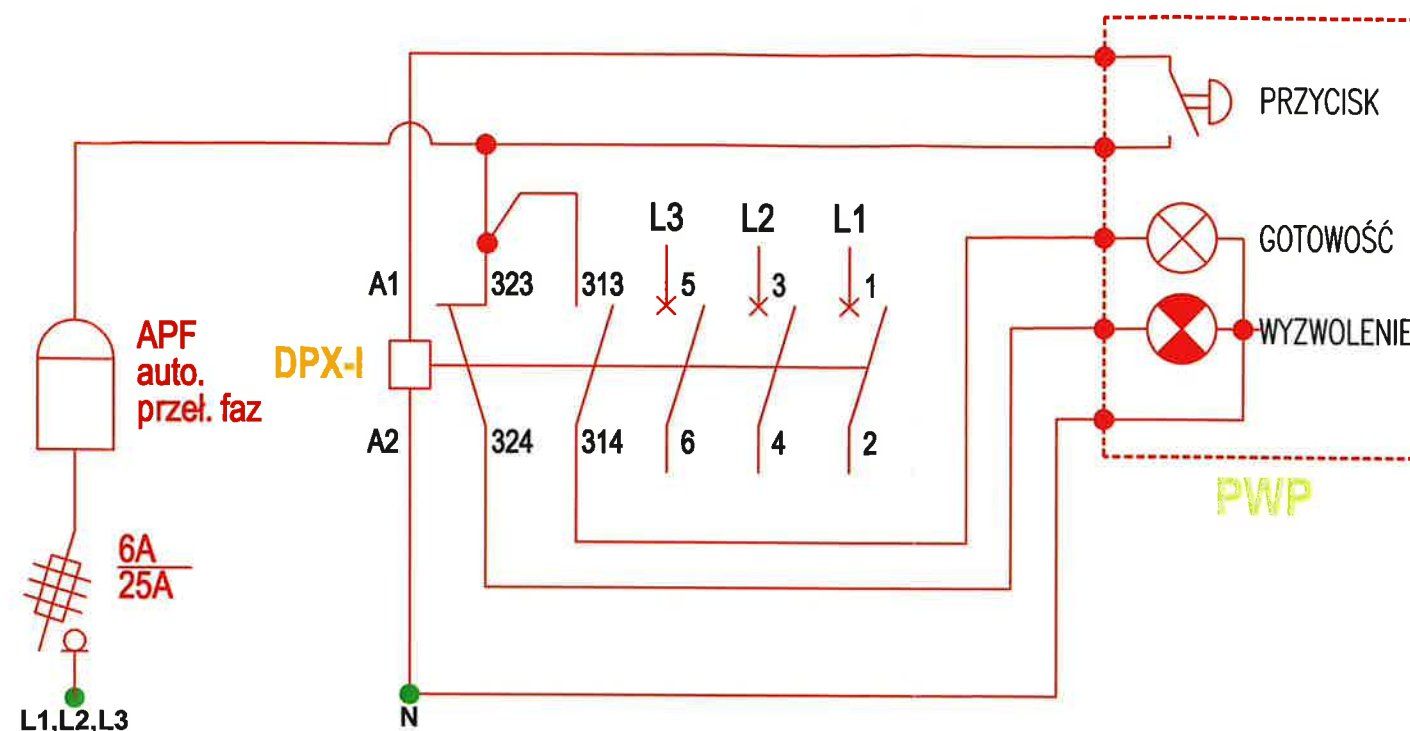 PRZYCISK
L3 L2 L1
GOTOWOŚĆ
A1 323 313 5 3 1
APF
auto.
przeł. faz
DPX-I
WYZWOLENIE
A2 324 314 6 4 2
PWP
6A
25A
L1,L2,L3
N